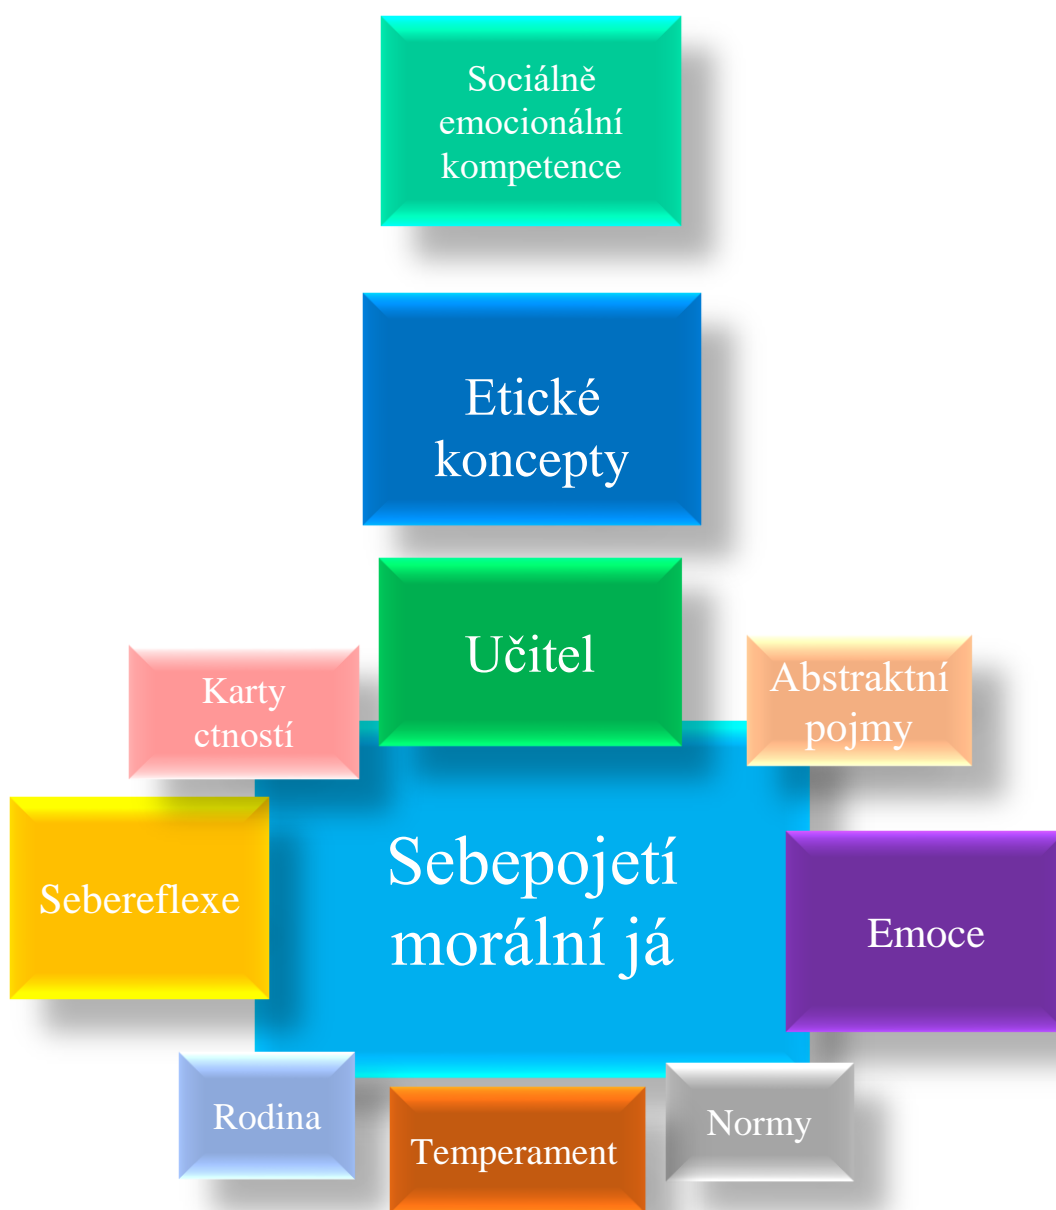 Sociálně
emocionální
kompetence
Etické
koncepty
Učitel
Karty
ctností
Abstraktní
pojmy
Sebepojetí
morální já
Sebereflexe
Emoce
Rodina
Temperament
Normy